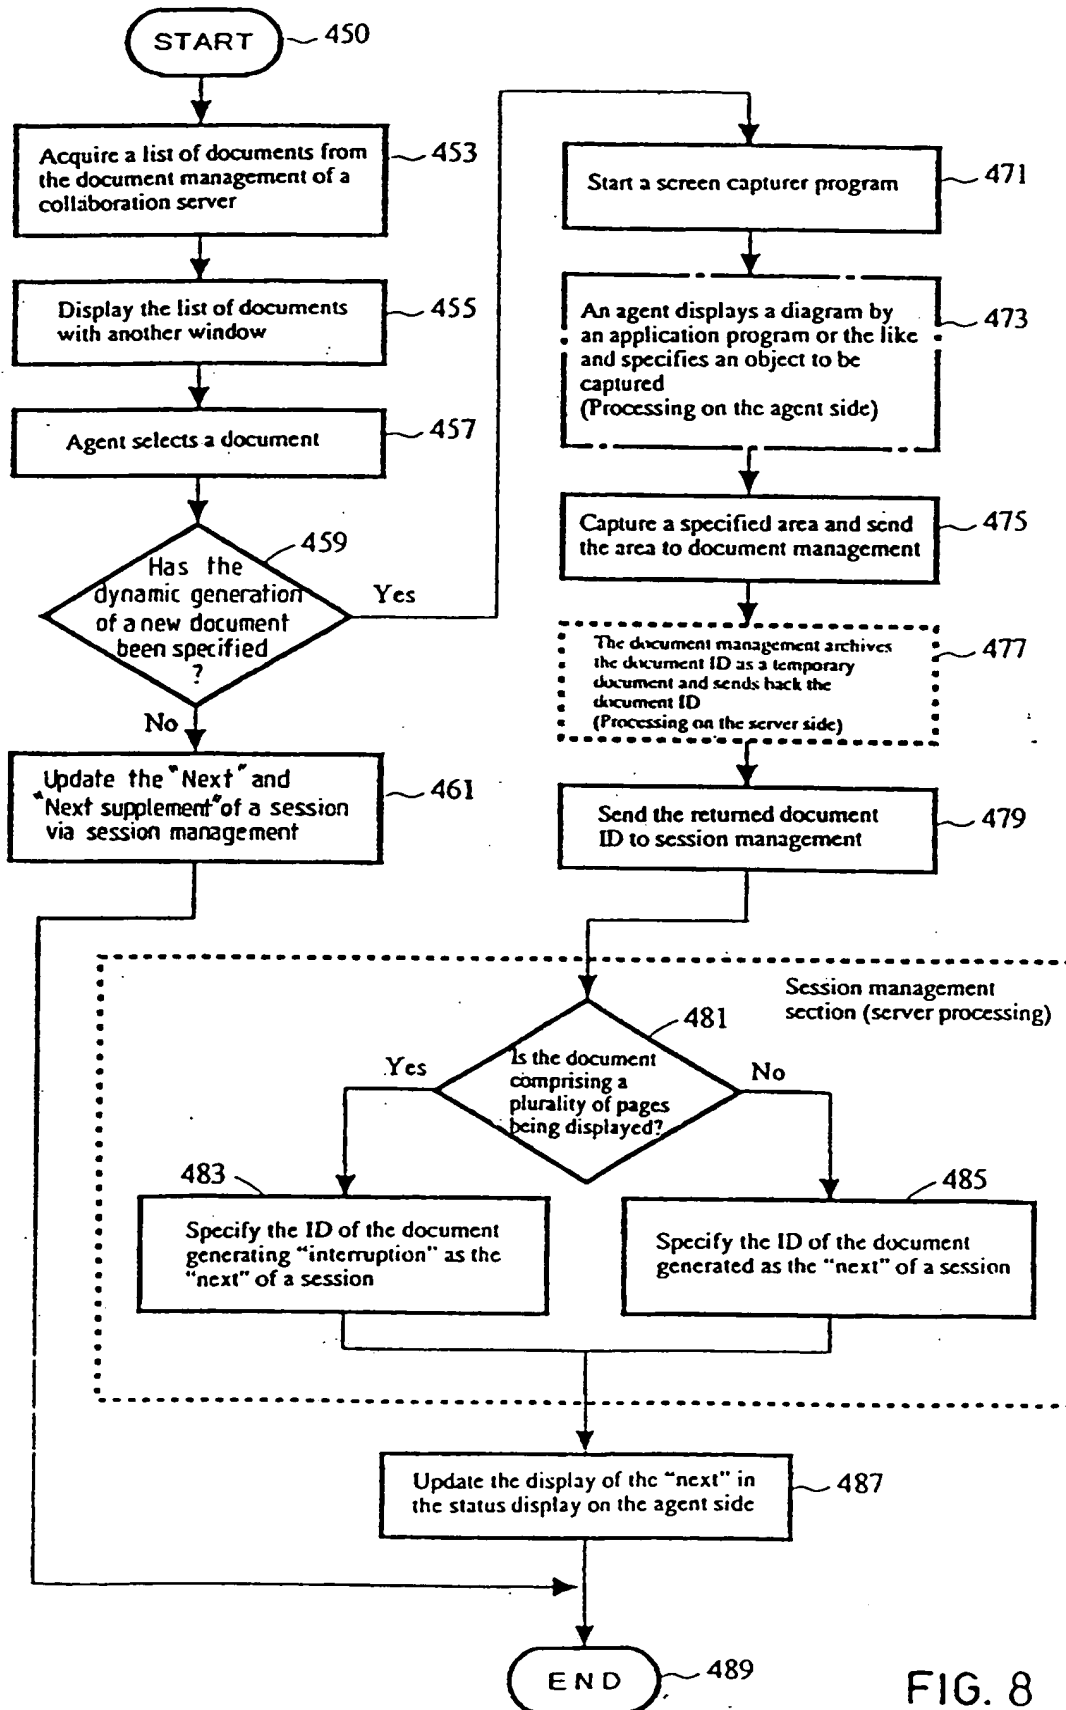 START
450
Acquire a list of documents from
the document management of a
collaboration server
453
Display the list of documents
with another window
455
Agent selects a document
457
459
Has the
dynamic generation
of a new document
been specified
?
Yes
No
Update the "Next" and
"Next supplement" of a session
via session management
461
Start a screen capturer program
471
An agent displays a diagram by
an application program or the like
and specifies an object to be
captured
(Processing on the agent side)
473
Capture a specified area and send
the area to document management
475
The document management archives
the document ID as a temporary
document and sends back the
document ID
(Processing on the server side)
477
Send the returned document
ID to session management
479
Session management
section (server processing)
481
Is the document
comprising a
plurality of pages
being displayed?
Yes
No
483
Specify the ID of the document
generating "interruption" as the
"next" of a session
485
Specify the ID of the document
generated as the "next" of a session
Update the display of the "next" in
the status display on the agent side
487
END
489
FIG. 8